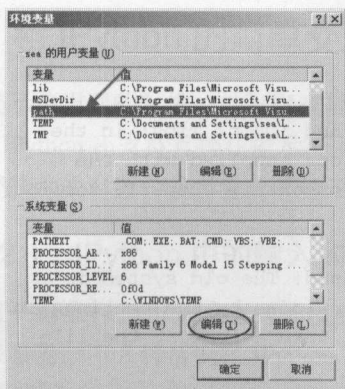 环境变量
sea 的用户变量(U)
变量 值
lib C:\Program Files\Microsoft Visu...
MSDevDir C:\Program Files\Microsoft Visu...
path C:\Program Files\Microsoft Visu...
TEMP C:\Documents and Settings\sea\L...
TMP C:\Documents and Settings\sea\L...
新建(N) 编辑(E) 删除(D)
系统变量(S)
变量 值
PATHEXT .COM;.EXE;.BAT;.CMD;.VBS;.VBE;....
PROCESSOR_AR... x86
PROCESSOR_ID... x86 Family 6 Model 15 Stepping ...
PROCESSOR_LEVEL 6
PROCESSOR_RE... 0f0d
TEMP C:\WINDOWS\TEMP
新建(W) 编辑(I) 删除(L)
确定 取消